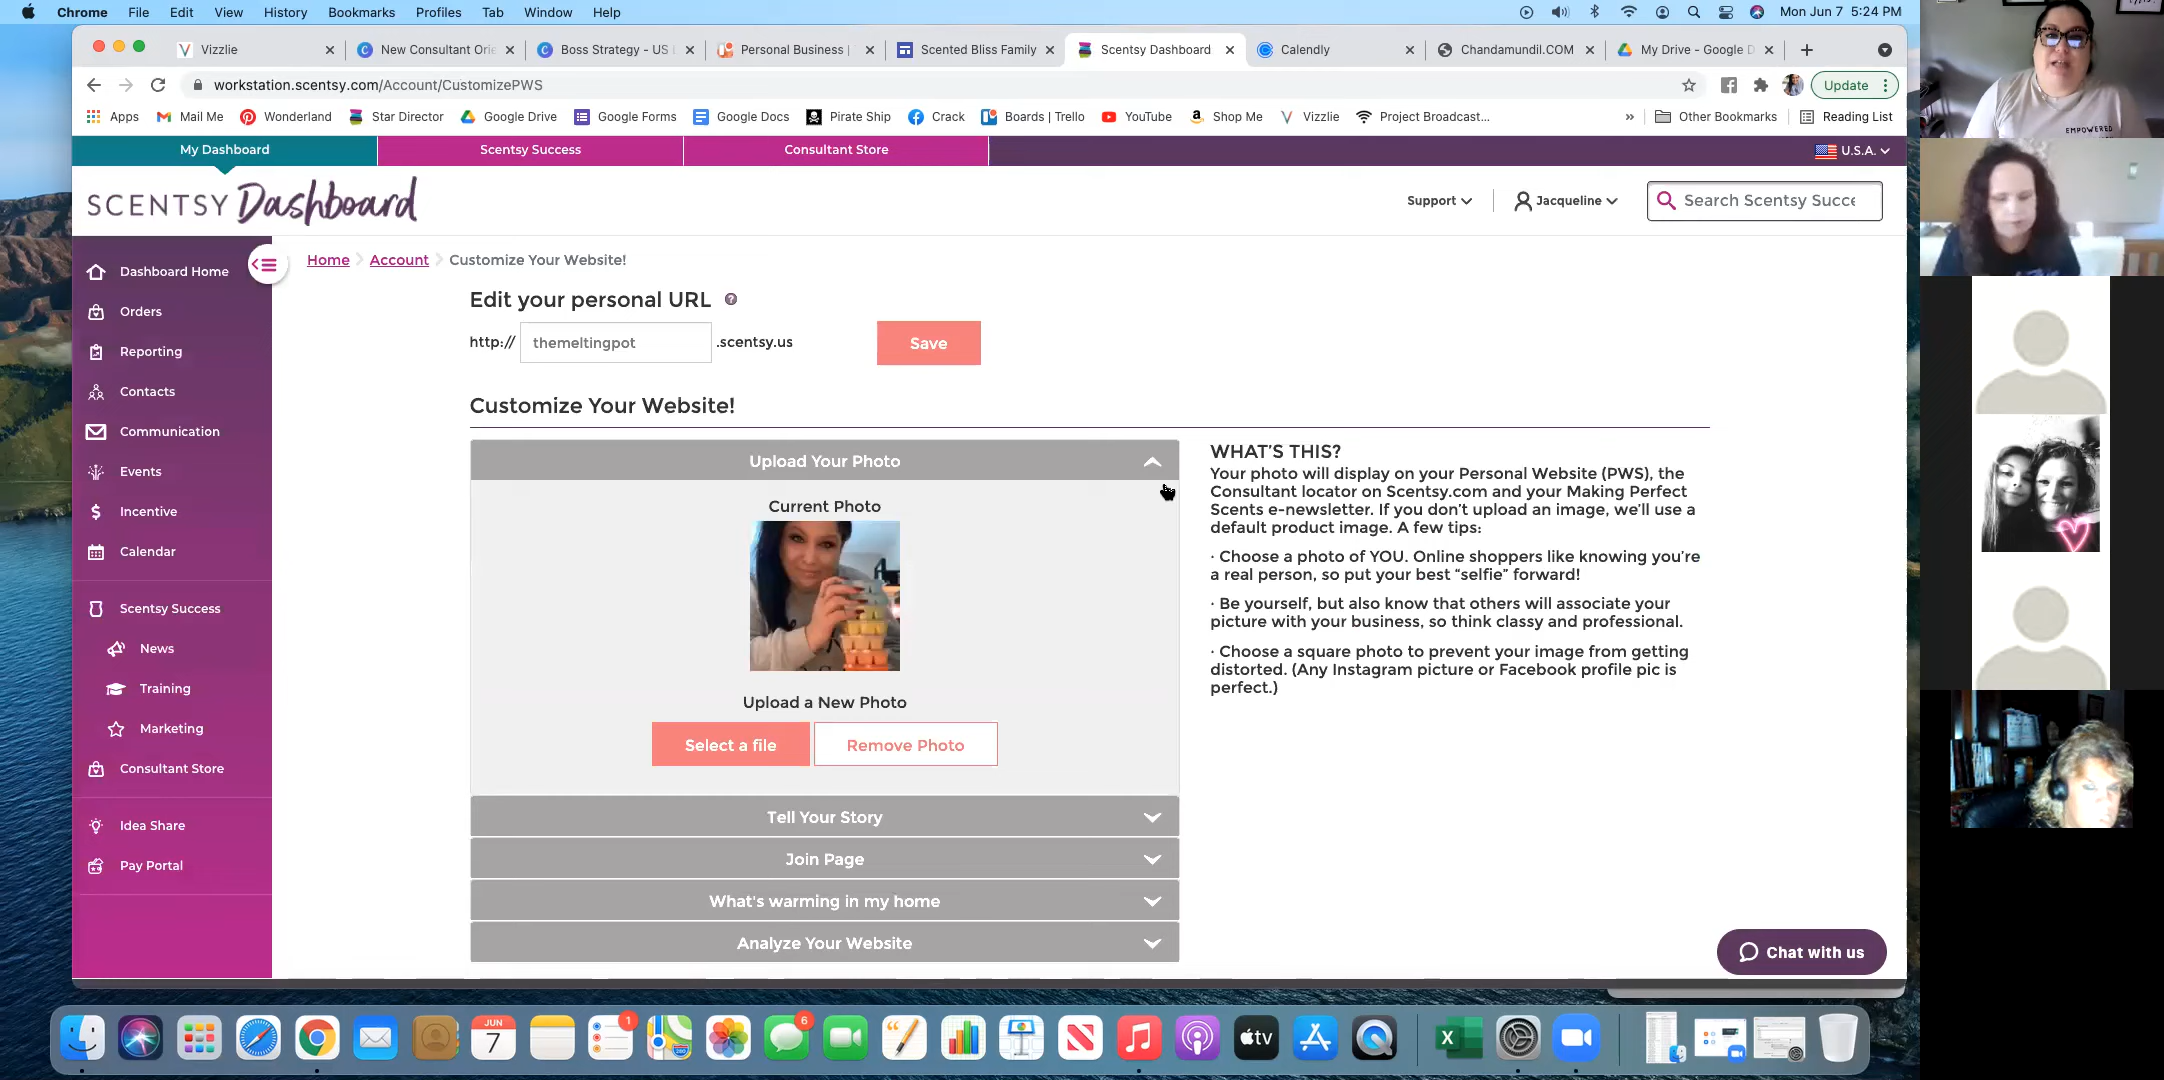 Chrome File Edit View History Bookmarks Profiles Tab Window Help
Mon Jun 7 5:24 PM
Vizzlie
New Consultant Orie
Boss Strategy - US
Personal Business |
Scented Bliss Family
Scentsy Dashboard
Calendly
Chandamundil.COM
My Drive - Google D
workstation.scentsy.com/Account/CustomizePWS
Update
Apps
Mail Me
Wonderland
Star Director
Google Drive
Google Forms
Google Docs
Pirate Ship
Crack
Boards | Trello
YouTube
Shop Me
Vizzlie
Project Broadcast...
»
Other Bookmarks
Reading List
My Dashboard
Scentsy Success
Consultant Store
U.S.A.
SCENTSY Dashboard
Support
Jacqueline
Search Scentsy Succe
Dashboard Home
Orders
Reporting
Contacts
Communication
Events
Incentive
Calendar
Scentsy Success
News
Training
Marketing
Consultant Store
Idea Share
Pay Portal
Home
Account
Customize Your Website!
Edit your personal URL ?
http:// themeltingpot .scentsy.us
Save
Customize Your Website!
Upload Your Photo
Current Photo
Upload a New Photo
Select a file
Remove Photo
Tell Your Story
Join Page
What's warming in my home
Analyze Your Website
WHAT'S THIS?
Your photo will display on your Personal Website (PWS), the
Consultant locator on Scentsy.com and your Making Perfect
Scents e-newsletter. If you don't upload an image, we'll use a
default product image. A few tips:
· Choose a photo of YOU. Online shoppers like knowing you're
a real person, so put your best “selfie” forward!
· Be yourself, but also know that others will associate your
picture with your business, so think classy and professional.
· Choose a square photo to prevent your image from getting
distorted. (Any Instagram picture or Facebook profile pic is
perfect.)
Chat with us
EMPOWERED
1
JUN
7
6
tv